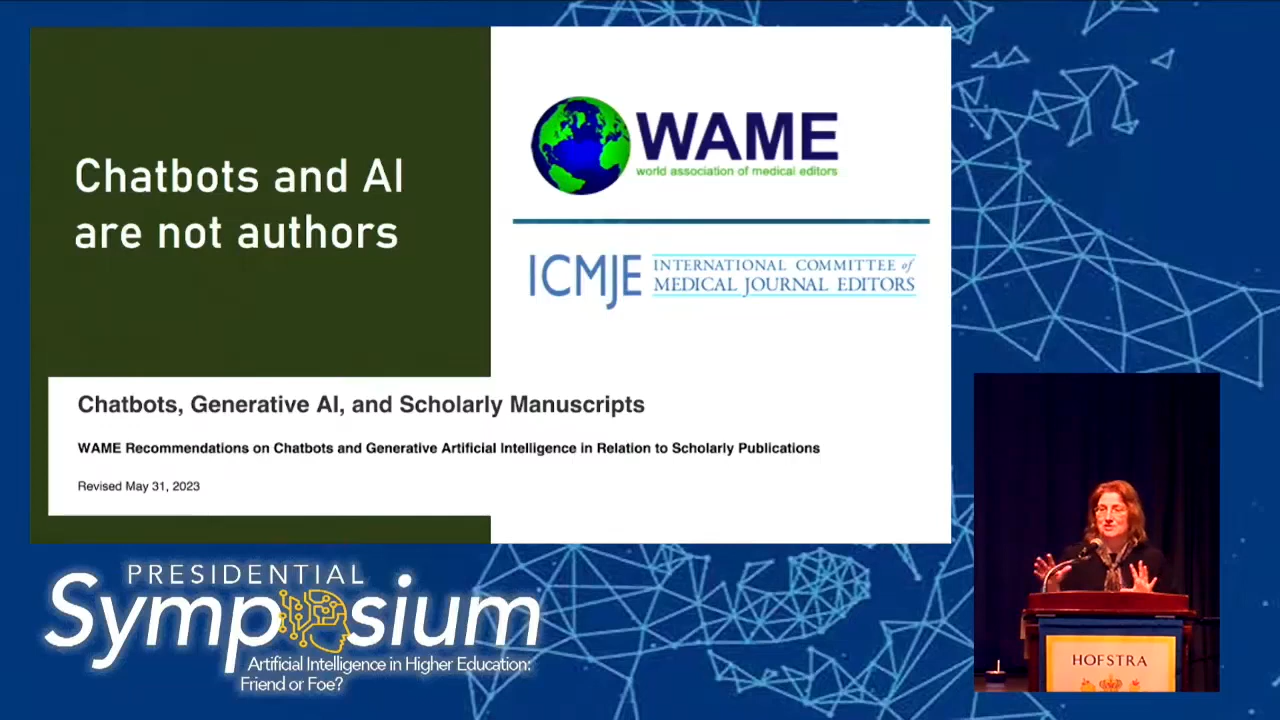 Chatbots and AI
are not authors
WAME
world association of medical editors
ICMJE
INTERNATIONAL COMMITTEE of
MEDICAL JOURNAL EDITORS
Chatbots, Generative AI, and Scholarly Manuscripts
WAME Recommendations on Chatbots and Generative Artificial Intelligence in Relation to Scholarly Publications
Revised May 31, 2023
PRESIDENTIAL
Symposium
Artificial Intelligence in Higher Education:
Friend or Foe?
HOFSTRA